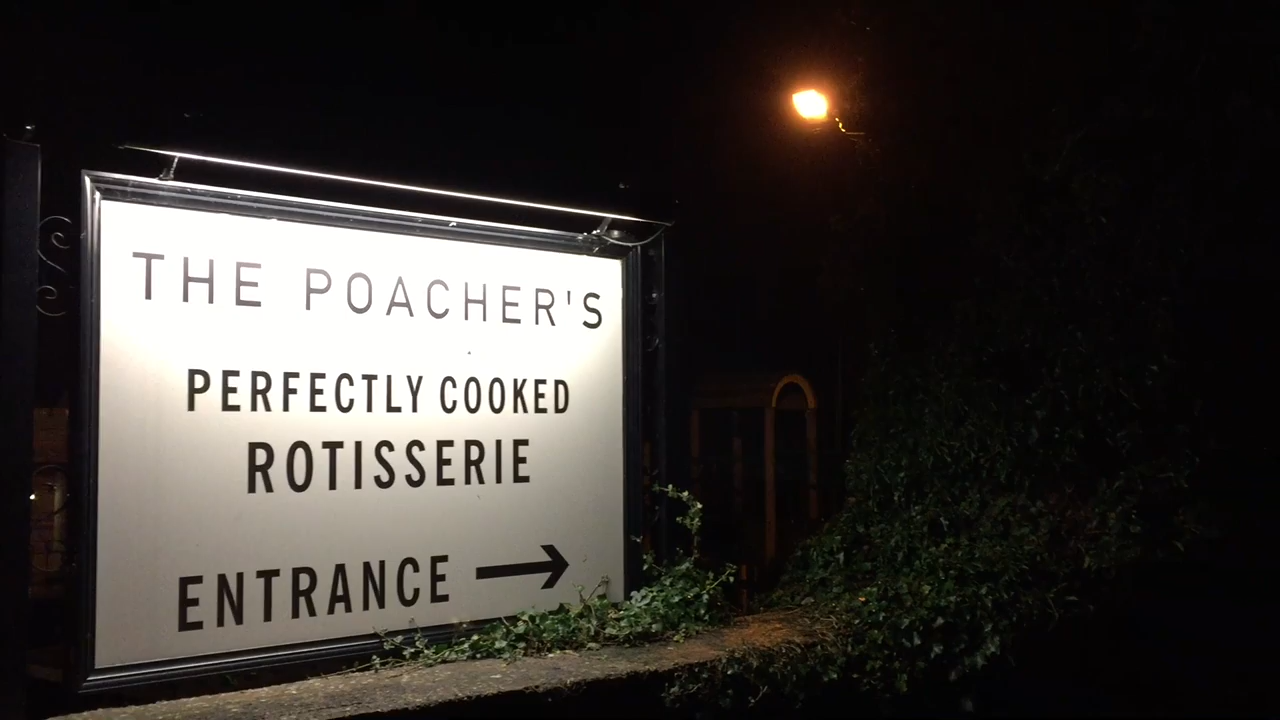 THE POACHER'S
PERFECTLY COOKED
ROTISSERIE
ENTRANCE →